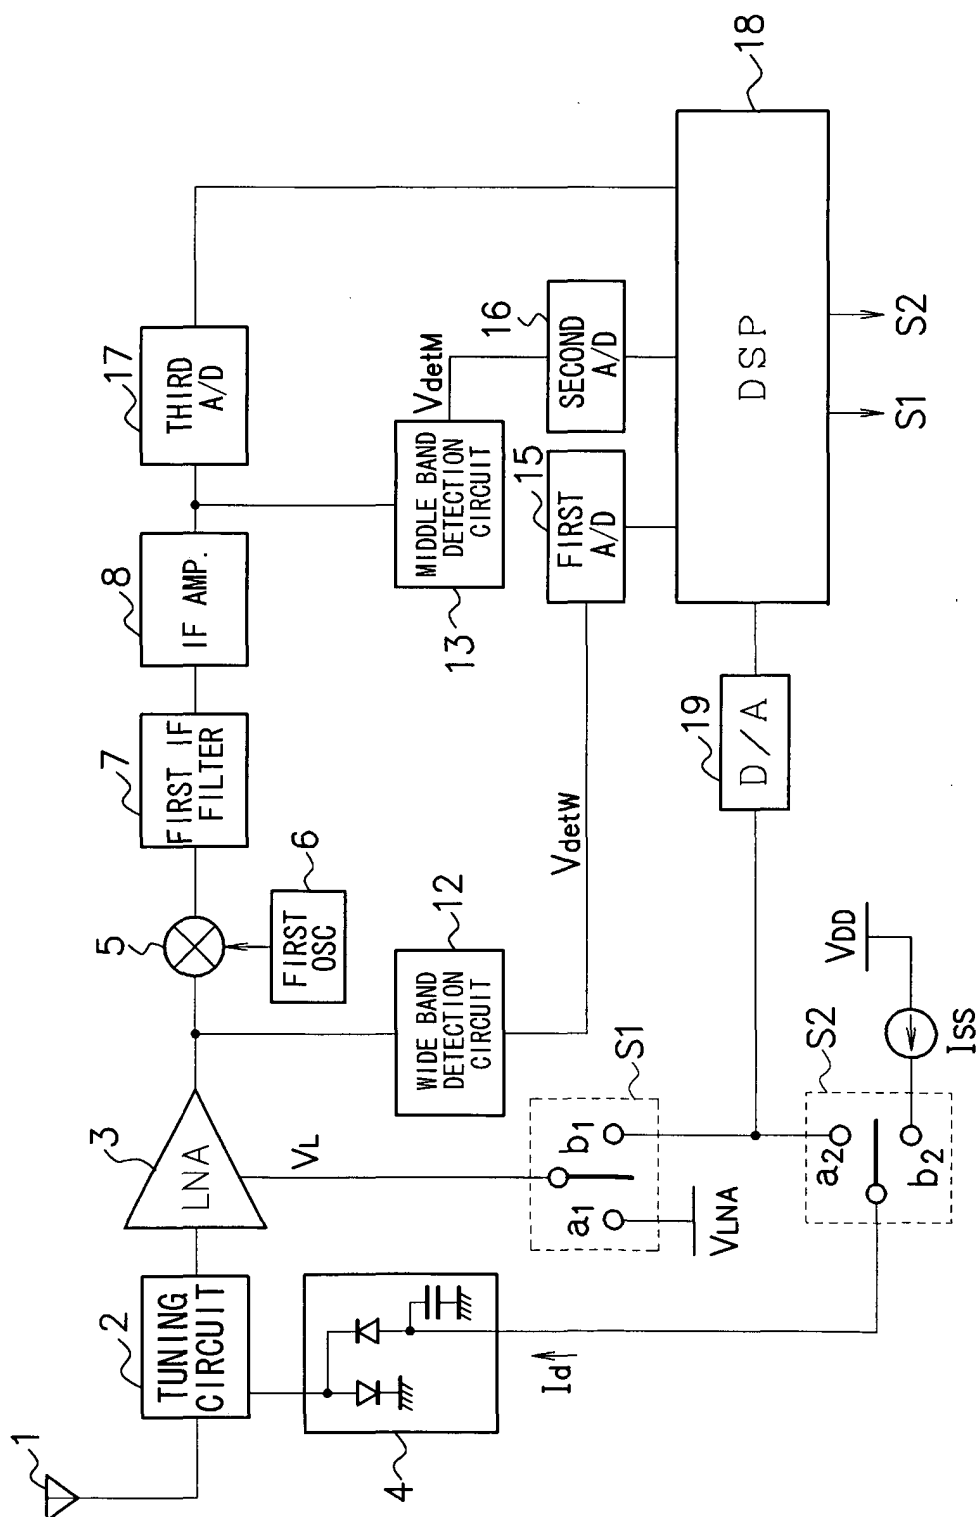 1
2
TUNING
CIRCUIT
3
LNA
4
Id
5
6
FIRST
OSC
7
FIRST IF
FILTER
8
IF AMP.
17
THIRD
A/D
VL
12
WIDE BAND
DETECTION
CIRCUIT
VdetW
13
MIDDLE BAND
DETECTION
CIRCUIT
VdetM
15
FIRST
A/D
16
SECOND
A/D
18
DSP
S1
S2
19
D/A
S1
a1
b1
VLNA
S2
a2
b2
VDD
Iss